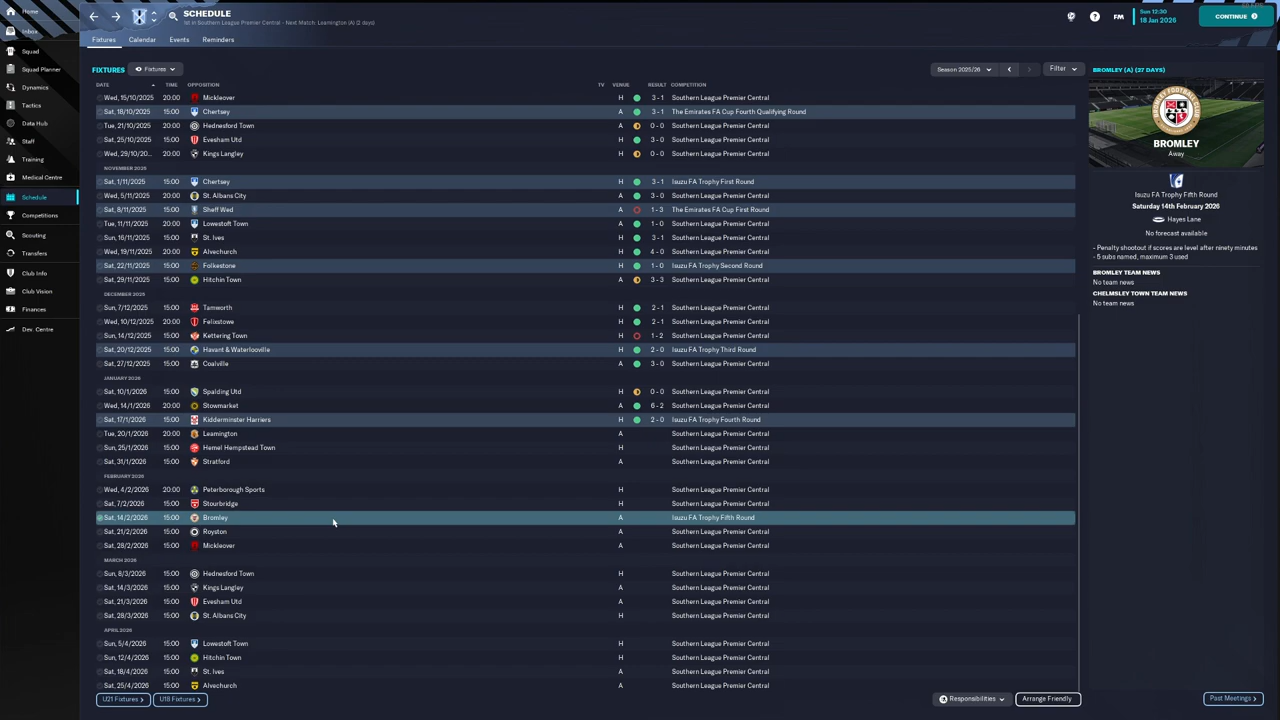 Home
Inbox
Squad
Squad Planner
Dynamics
Tactics
Data Hub
Staff
Training
Medical Centre
Schedule
Competitions
Scouting
Transfers
Club Info
Club Vision
Finances
Dev. Centre
SCHEDULE
1st in Southern League Premier Central - Next Match: Leamington (A) (2 days)
FM
Sun 12:30
18 Jan 2026
CONTINUE
Fixtures Calendar Events Reminders
FIXTURES Fixtures
Season 2025/26 Filter
DATE TIME OPPOSITION TV VENUE RESULT COMPETITION
Wed, 15/10/2025 20:00 Mickleover H 3 - 1 Southern League Premier Central
Sat, 18/10/2025 15:00 Chertsey A 3 - 1 The Emirates FA Cup Fourth Qualifying Round
Tue, 21/10/2025 20:00 Hednesford Town A 0 - 0 Southern League Premier Central
Sat, 25/10/2025 15:00 Evesham Utd H 3 - 0 Southern League Premier Central
Wed, 29/10/20... 20:00 Kings Langley H 0 - 0 Southern League Premier Central
NOVEMBER 2025
Sat, 1/11/2025 15:00 Chertsey H 3 - 1 Isuzu FA Trophy First Round
Wed, 5/11/2025 20:00 St. Albans City A 3 - 0 Southern League Premier Central
Sat, 8/11/2025 15:00 Sheff Wed A 1 - 3 The Emirates FA Cup First Round
Tue, 11/11/2025 20:00 Lowestoft Town A 1 - 0 Southern League Premier Central
Sun, 16/11/2025 15:00 St. Ives H 3 - 1 Southern League Premier Central
Wed, 19/11/2025 20:00 Alvechurch H 4 - 0 Southern League Premier Central
Sat, 22/11/2025 15:00 Folkestone H 1 - 0 Isuzu FA Trophy Second Round
Sat, 29/11/2025 15:00 Hitchin Town A 3 - 3 Southern League Premier Central
DECEMBER 2025
Sun, 7/12/2025 15:00 Tamworth H 2 - 1 Southern League Premier Central
Wed, 10/12/2025 20:00 Felixstowe H 2 - 1 Southern League Premier Central
Sun, 14/12/2025 15:00 Kettering Town H 1 - 2 Southern League Premier Central
Sat, 20/12/2025 15:00 Havant & Waterlooville H 2 - 0 Isuzu FA Trophy Third Round
Sat, 27/12/2025 15:00 Coalville A 3 - 0 Southern League Premier Central
JANUARY 2026
Sat, 10/1/2026 15:00 Spalding Utd H 0 - 0 Southern League Premier Central
Wed, 14/1/2026 20:00 Stowmarket A 6 - 2 Southern League Premier Central
Sat, 17/1/2026 15:00 Kidderminster Harriers H 2 - 0 Isuzu FA Trophy Fourth Round
Tue, 20/1/2026 20:00 Leamington A Southern League Premier Central
Sun, 25/1/2026 15:00 Hemel Hempstead Town H Southern League Premier Central
Sat, 31/1/2026 15:00 Stratford A Southern League Premier Central
FEBRUARY 2026
Wed, 4/2/2026 20:00 Peterborough Sports H Southern League Premier Central
Sat, 7/2/2026 15:00 Stourbridge H Southern League Premier Central
Sat, 14/2/2026 15:00 Bromley A Isuzu FA Trophy Fifth Round
Sat, 21/2/2026 15:00 Royston A Southern League Premier Central
Sat, 28/2/2026 15:00 Mickleover A Southern League Premier Central
MARCH 2026
Sun, 8/3/2026 15:00 Hednesford Town H Southern League Premier Central
Sat, 14/3/2026 15:00 Kings Langley A Southern League Premier Central
Sat, 21/3/2026 15:00 Evesham Utd A Southern League Premier Central
Sat, 28/3/2026 15:00 St. Albans City H Southern League Premier Central
APRIL 2026
Sun, 5/4/2026 15:00 Lowestoft Town H Southern League Premier Central
Sun, 12/4/2026 15:00 Hitchin Town H Southern League Premier Central
Sat, 18/4/2026 15:00 St. Ives A Southern League Premier Central
Sat, 25/4/2026 15:00 Alvechurch A Southern League Premier Central
U21 Fixtures U18 Fixtures Responsibilities Arrange Friendly
BROMLEY (A) (27 DAYS)
BROMLEY
Away
Isuzu FA Trophy Fifth Round
Saturday 14th February 2026
Hayes Lane
No forecast available
- Penalty shootout if scores are level after ninety minutes
- 5 subs named, maximum 3 used
BROMLEY TEAM NEWS
No team news
CHELMSLEY TOWN TEAM NEWS
No team news
Past Meetings